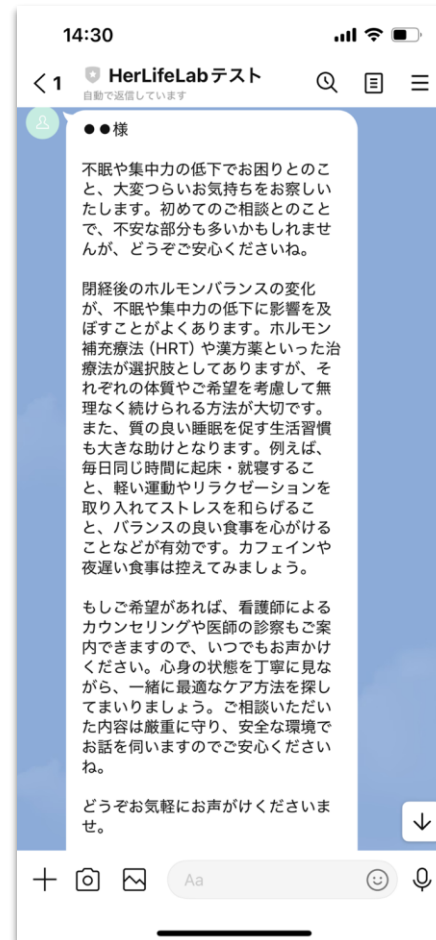 14:30
1
HerLifeLabテスト
自動で返信しています
●●様
不眠や集中力の低下でお困りとのこ
と、大変つらいお気持ちをお察しい
たします。初めてのご相談とのこと
で、不安な部分も多いかもしれませ
んが、どうぞご安心くださいね。
閉経後のホルモンバランスの変化
が、不眠や集中力の低下に影響を及
ぼすことがよくあります。ホルモン
補充療法（HRT）や漢方薬といった治
療法が選択肢としてありますが、そ
れぞれの体質やご希望を考慮して無
理なく続けられる方法が大切です。
また、質の良い睡眠を促す生活習慣
も大きな助けとなります。例えば、
毎日同じ時間に起床・就寝するこ
と、軽い運動やリラクゼーションを
取り入れてストレスを和らげるこ
と、バランスの良い食事を心がける
ことなどが有効です。カフェインや
夜遅い食事は控えてみましょう。
もしご希望があれば、看護師による
カウンセリングや医師の診察もご案
内できますので、いつでもお声かけ
ください。心身の状態を丁寧に見な
がら、一緒に最適なケア方法を探し
てまいりましょう。ご相談いただい
た内容は厳重に守り、安全な環境で
お話を伺いますのでご安心ください
ね。
どうぞお気軽にお声がけくださいま
せ。
Aa